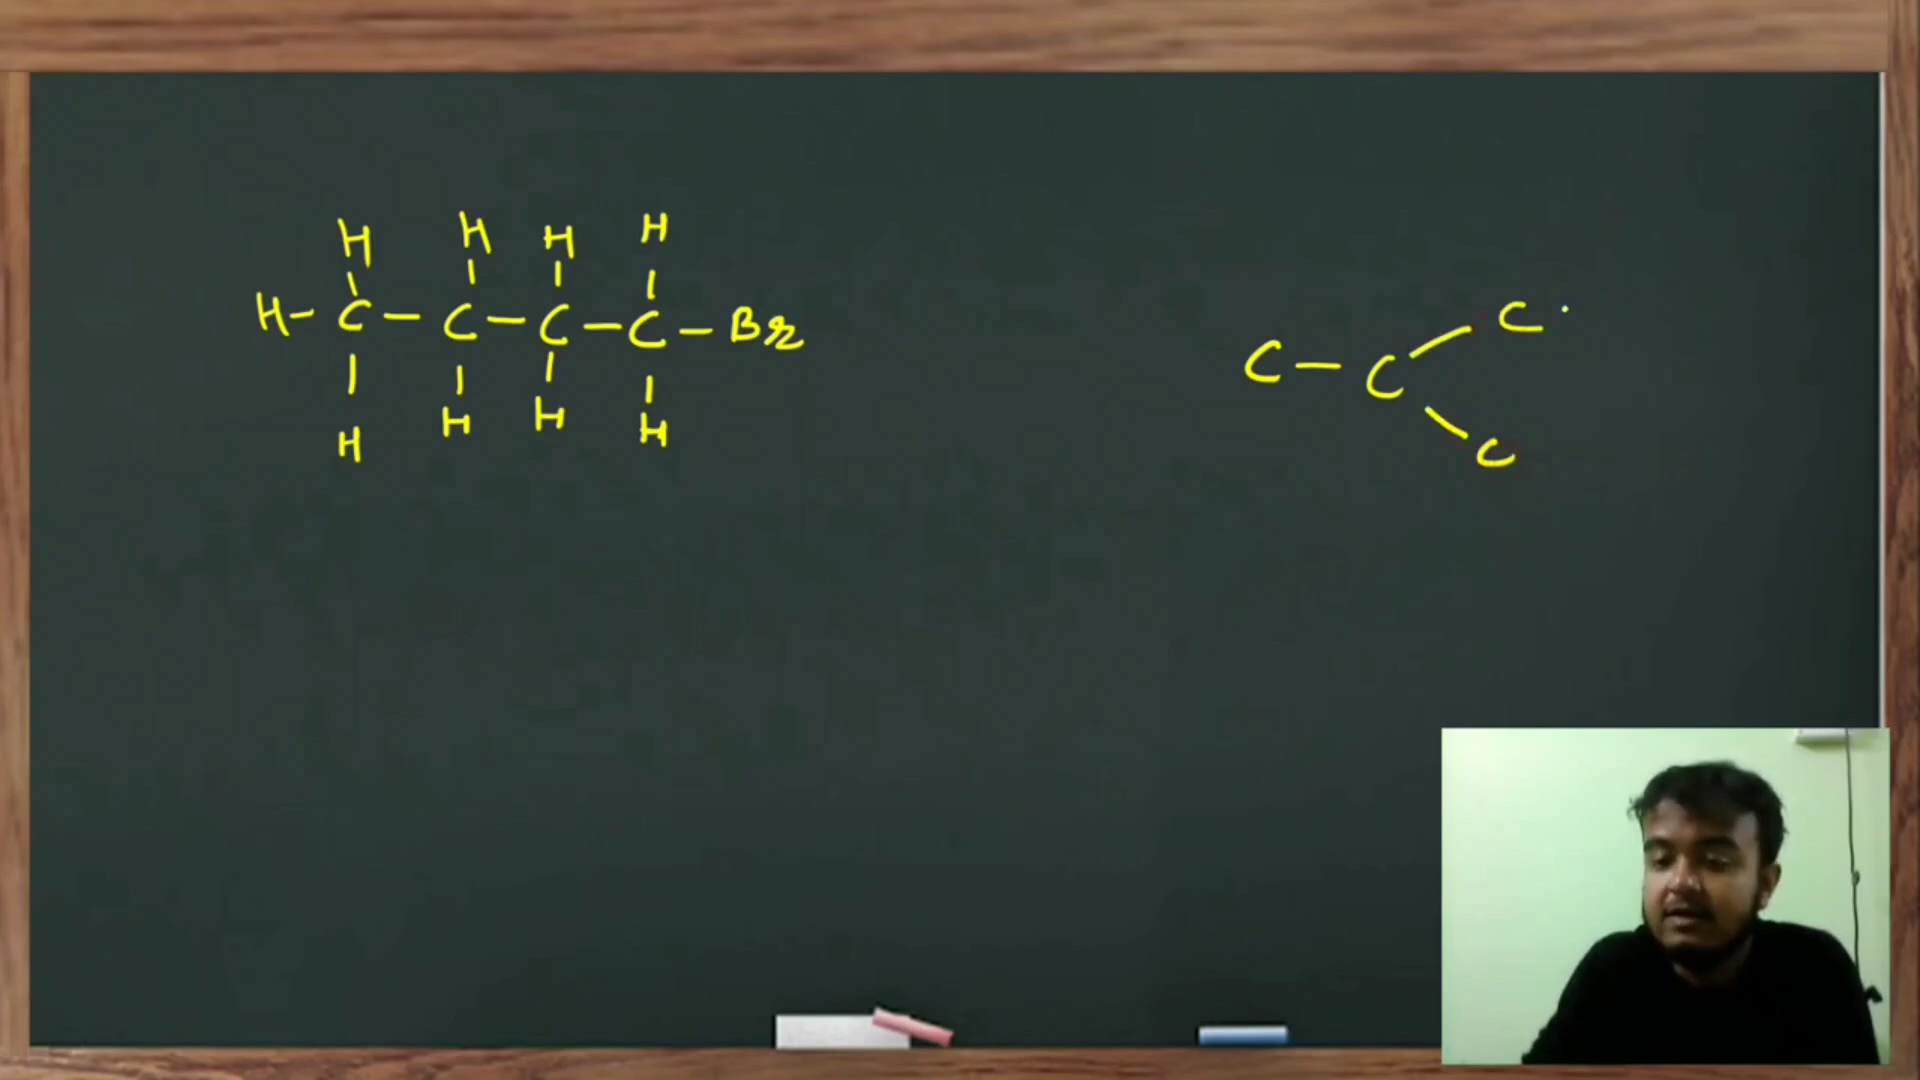 H H H H
H-C-C-C-C-Br
H H H H
C
C-C
C